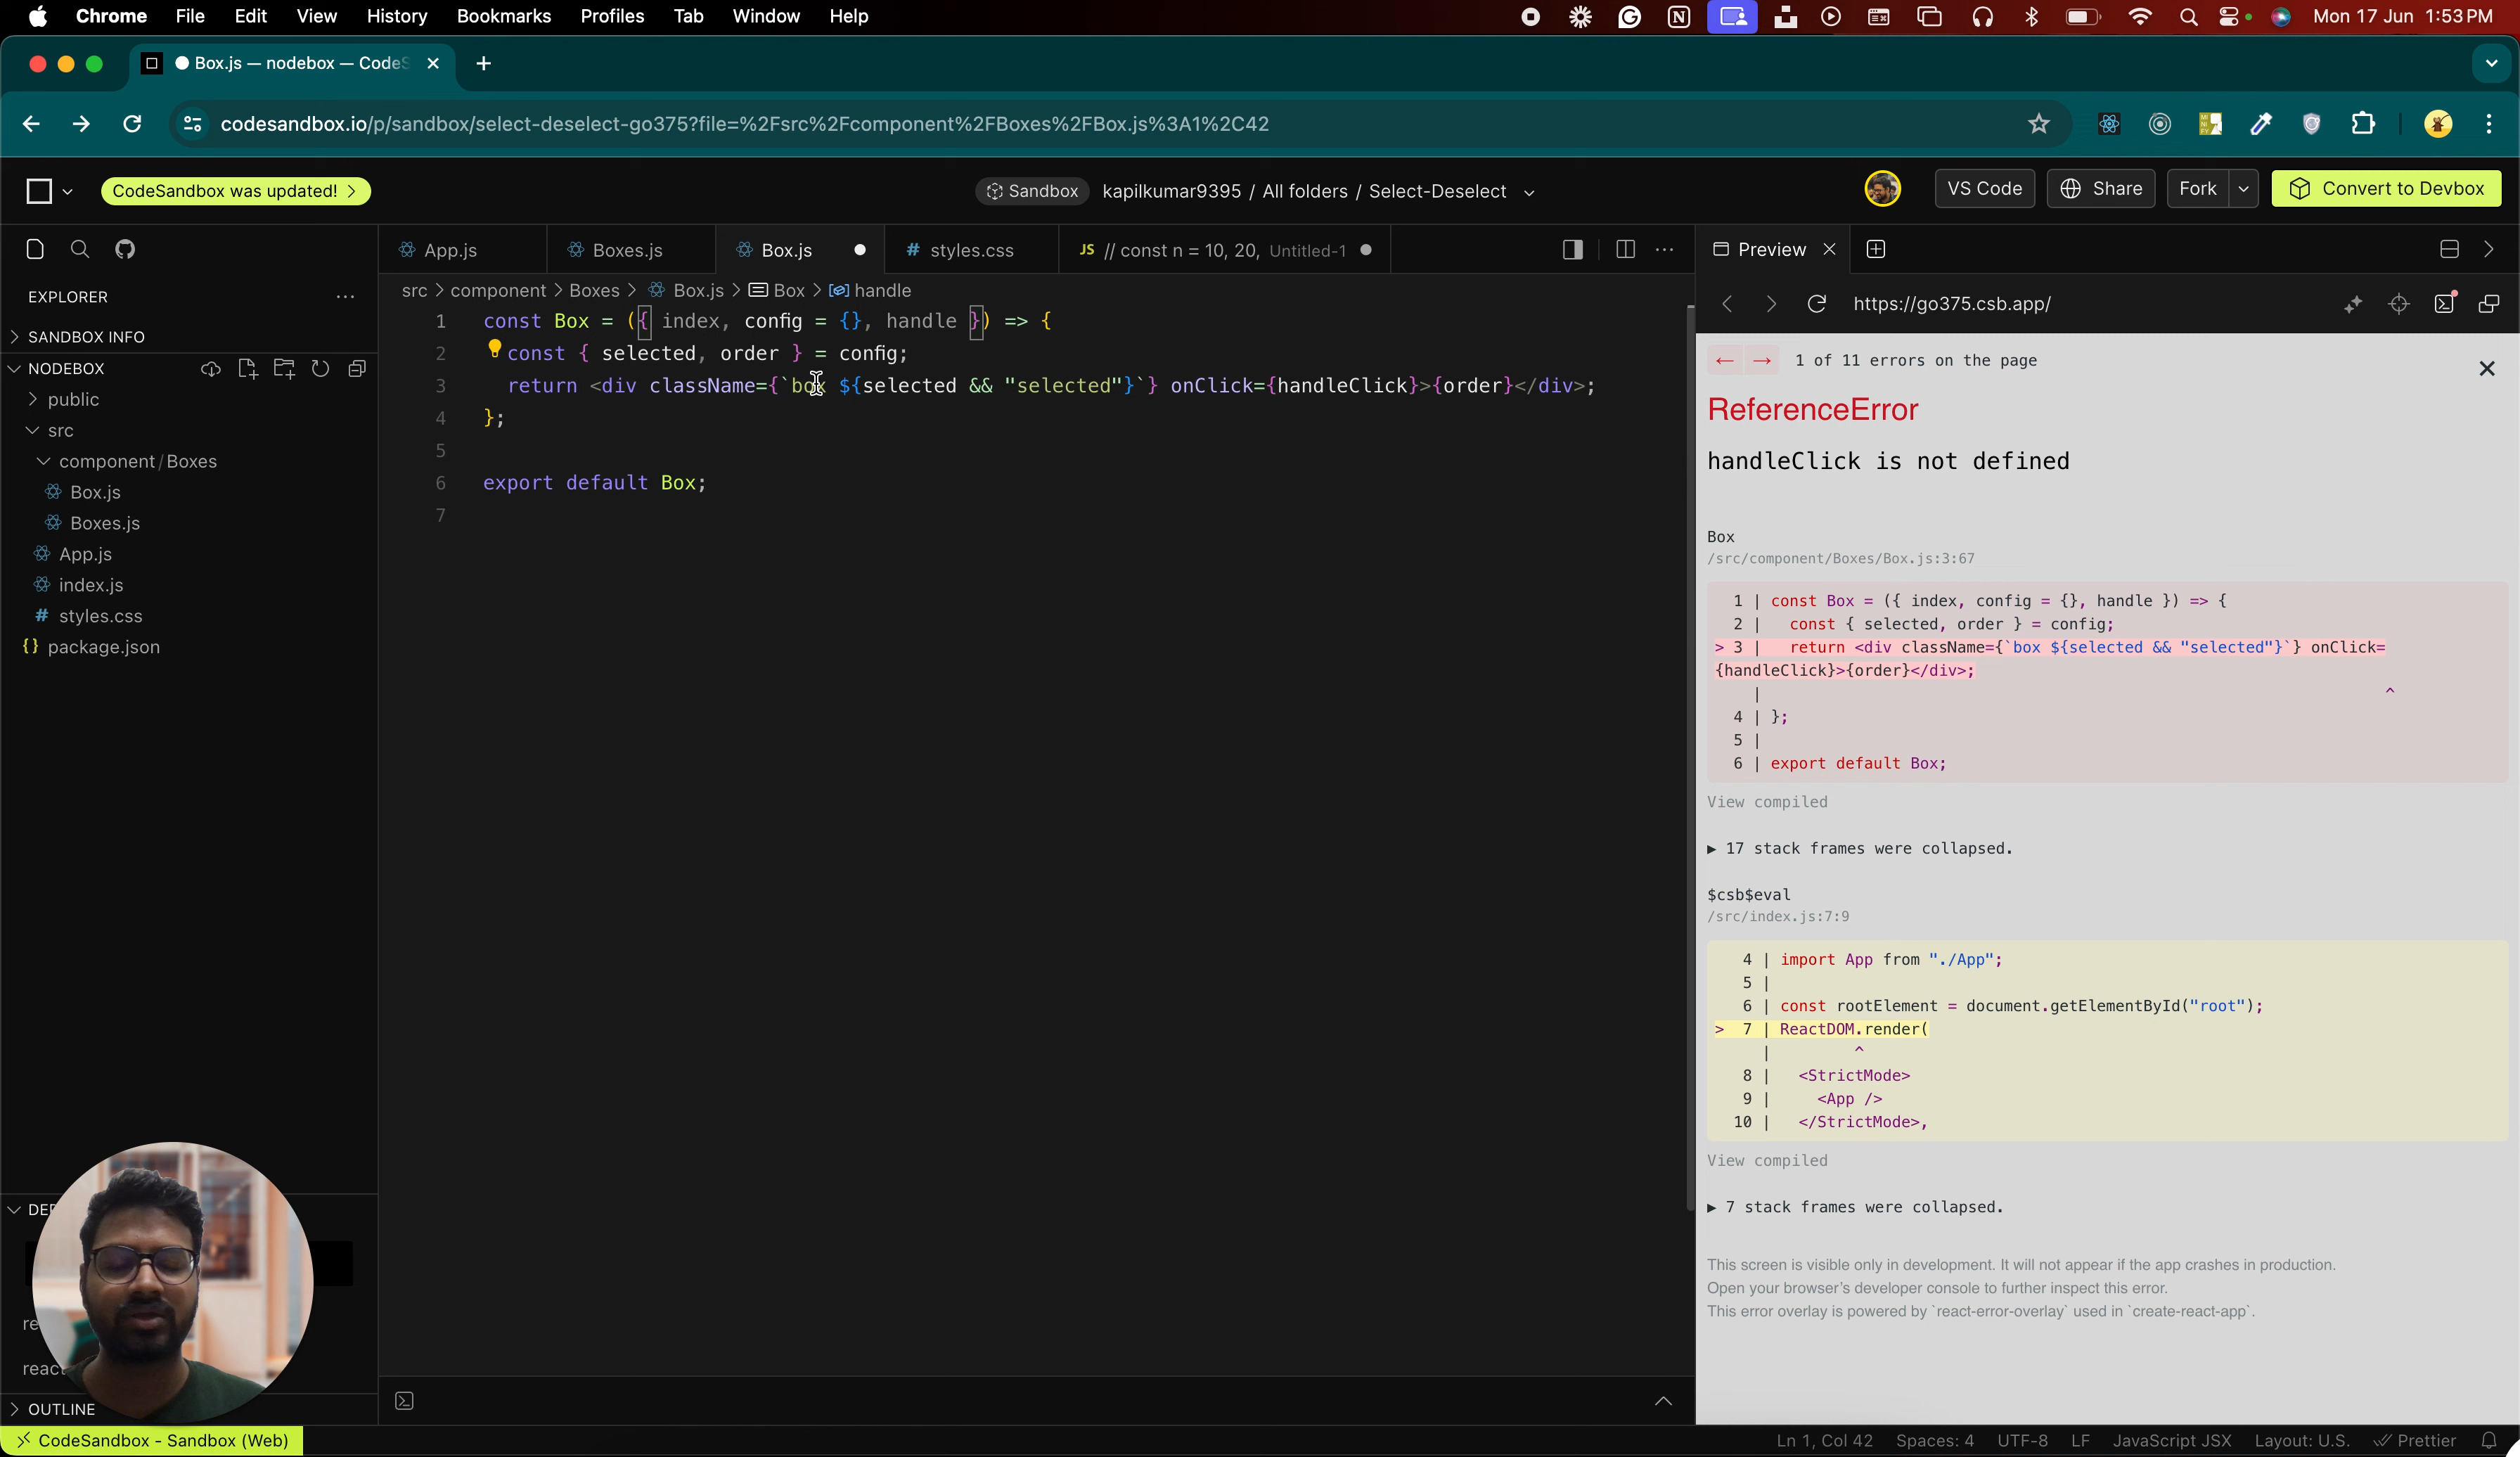 Chrome File Edit View History Bookmarks Profiles Tab Window Help Mon 17 Jun 1:53 PM
Box.js — nodebox — CodeS
codesandbox.io/p/sandbox/select-deselect-go375?file=%2Fsrc%2Fcomponent%2FBoxes%2FBox.js%3A1%2C42
CodeSandbox was updated! >
Sandbox kapilkumar9395 / All folders / Select-Deselect
VS Code Share Fork Convert to Devbox
App.js Boxes.js Box.js # styles.css JS // const n = 10, 20, Untitled-1
Preview
EXPLORER
SANDBOX INFO
NODEBOX
public
src
component / Boxes
Box.js
Boxes.js
App.js
index.js
# styles.css
{} package.json
DE
re
reac
OUTLINE
src > component > Boxes > Box.js > Box > handle
1 const Box = ({ index, config = {}, handle }) => {
2 const { selected, order } = config;
3 return <div className={`box ${selected && "selected"}`} onClick={handleClick}>{order}</div>;
4 };
5
6 export default Box;
7
https://go375.csb.app/
1 of 11 errors on the page
ReferenceError
handleClick is not defined
Box
/src/component/Boxes/Box.js:3:67
1 | const Box = ({ index, config = {}, handle }) => {
2 | const { selected, order } = config;
> 3 | return <div className={`box ${selected && "selected"}`} onClick=
{handleClick}>{order}</div>;
| ^
4 | };
5 |
6 | export default Box;
View compiled
▶ 17 stack frames were collapsed.
$csb$eval
/src/index.js:7:9
4 | import App from "./App";
5 |
6 | const rootElement = document.getElementById("root");
> 7 | ReactDOM.render(
| ^
8 | <StrictMode>
9 | <App />
10 | </StrictMode>,
View compiled
▶ 7 stack frames were collapsed.
This screen is visible only in development. It will not appear if the app crashes in production.
Open your browser's developer console to further inspect this error.
This error overlay is powered by `react-error-overlay` used in `create-react-app`.
CodeSandbox - Sandbox (Web)
Ln 1, Col 42 Spaces: 4 UTF-8 LF JavaScript JSX Layout: U.S. Prettier